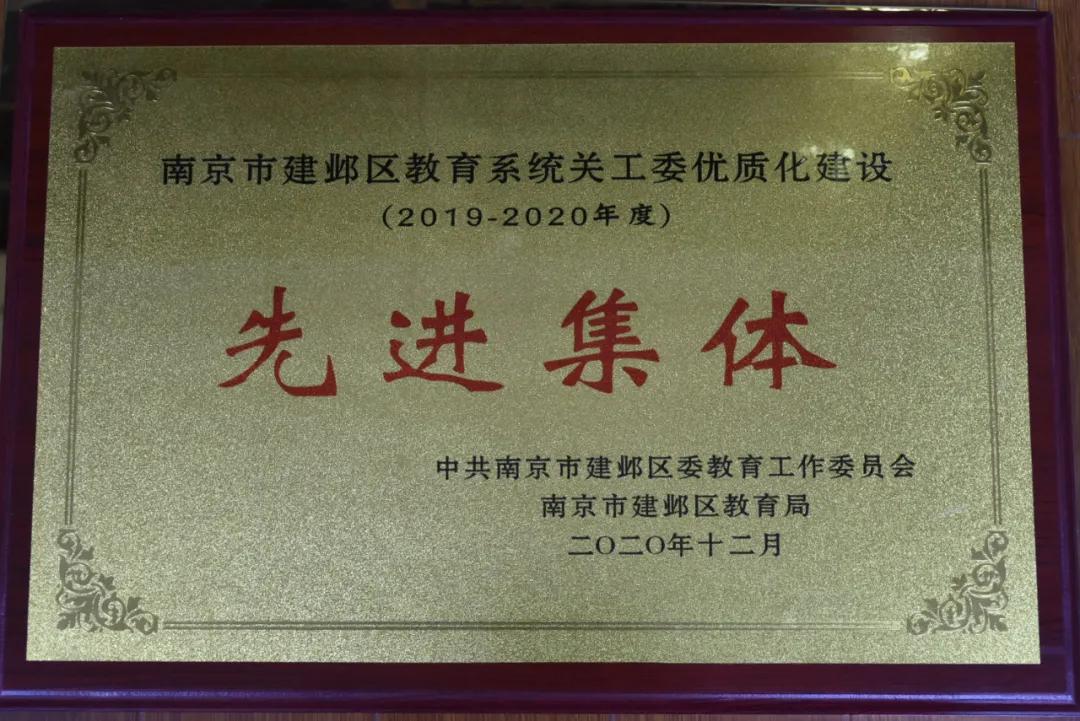 南京市建邺区教育系统关工委优质化建设
(2019-2020年度)
先进集体
中共南京市建邺区委教育工作委员会
南京市建邺区教育局
二〇二〇年十二月